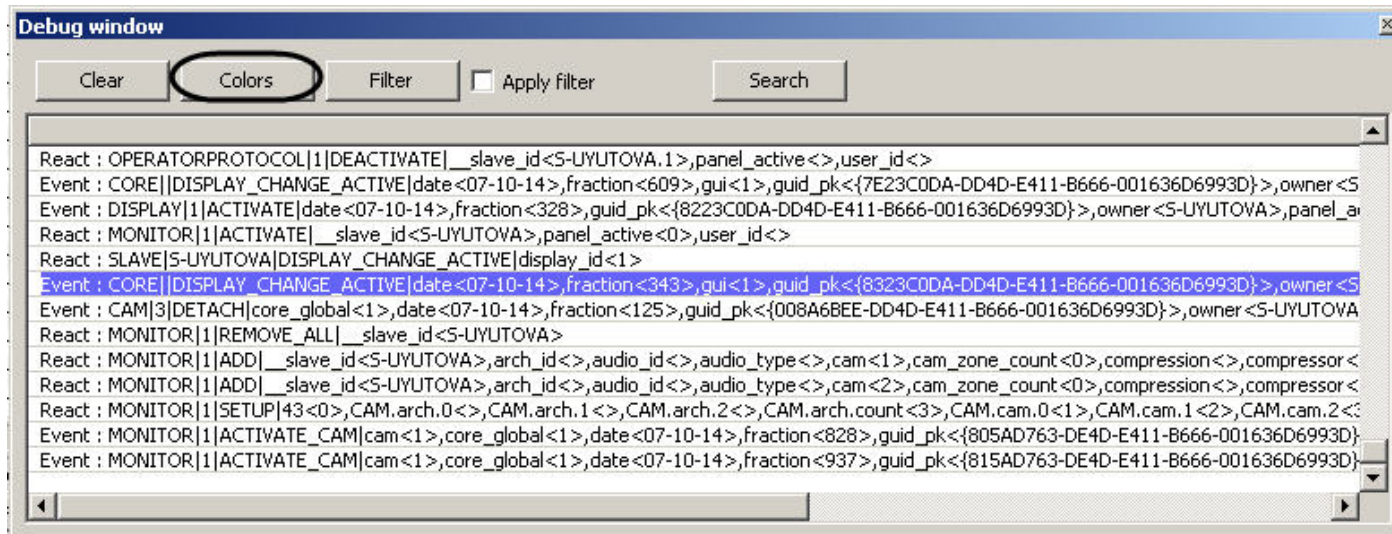 Debug window
Clear Colors Filter Apply filter Search
React : OPERATORPROTOCOL|1|DEACTIVATE|__slave_id<S-UYUTOVA.1>,panel_active<>,user_id<>
Event : CORE||DISPLAY_CHANGE_ACTIVE|date<07-10-14>,fraction<609>,gui<1>,guid_pk<{7E23C0DA-DD4D-E411-B666-001636D6993D}>,owner<S
Event : DISPLAY|1|ACTIVATE|date<07-10-14>,fraction<328>,guid_pk<{8223C0DA-DD4D-E411-B666-001636D6993D}>,owner<S-UYUTOVA>,panel_a
React : MONITOR|1|ACTIVATE|__slave_id<S-UYUTOVA>,panel_active<0>,user_id<>
React : SLAVE|S-UYUTOVA|DISPLAY_CHANGE_ACTIVE|display_id<1>
Event : CORE||DISPLAY_CHANGE_ACTIVE|date<07-10-14>,fraction<343>,gui<1>,guid_pk<{8323C0DA-DD4D-E411-B666-001636D6993D}>,owner<S
Event : CAM|3|DETACH|core_global<1>,date<07-10-14>,fraction<125>,guid_pk<{008A6BEE-DD4D-E411-B666-001636D6993D}>,owner<S-UYUTOVA
React : MONITOR|1|REMOVE_ALL|__slave_id<S-UYUTOVA>
React : MONITOR|1|ADD|__slave_id<S-UYUTOVA>,arch_id<>,audio_id<>,audio_type<>,cam<1>,cam_zone_count<0>,compression<>,compressor<
React : MONITOR|1|ADD|__slave_id<S-UYUTOVA>,arch_id<>,audio_id<>,audio_type<>,cam<2>,cam_zone_count<0>,compression<>,compressor<
React : MONITOR|1|SETUP|43<0>,CAM.arch.0<>,CAM.arch.1<>,CAM.arch.2<>,CAM.arch.count<3>,CAM.cam.0<1>,CAM.cam.1<2>,CAM.cam.2<3
Event : MONITOR|1|ACTIVATE_CAM|cam<1>,core_global<1>,date<07-10-14>,fraction<828>,guid_pk<{805AD763-DE4D-E411-B666-001636D6993D}
Event : MONITOR|1|ACTIVATE_CAM|cam<1>,core_global<1>,date<07-10-14>,fraction<937>,guid_pk<{815AD763-DE4D-E411-B666-001636D6993D}